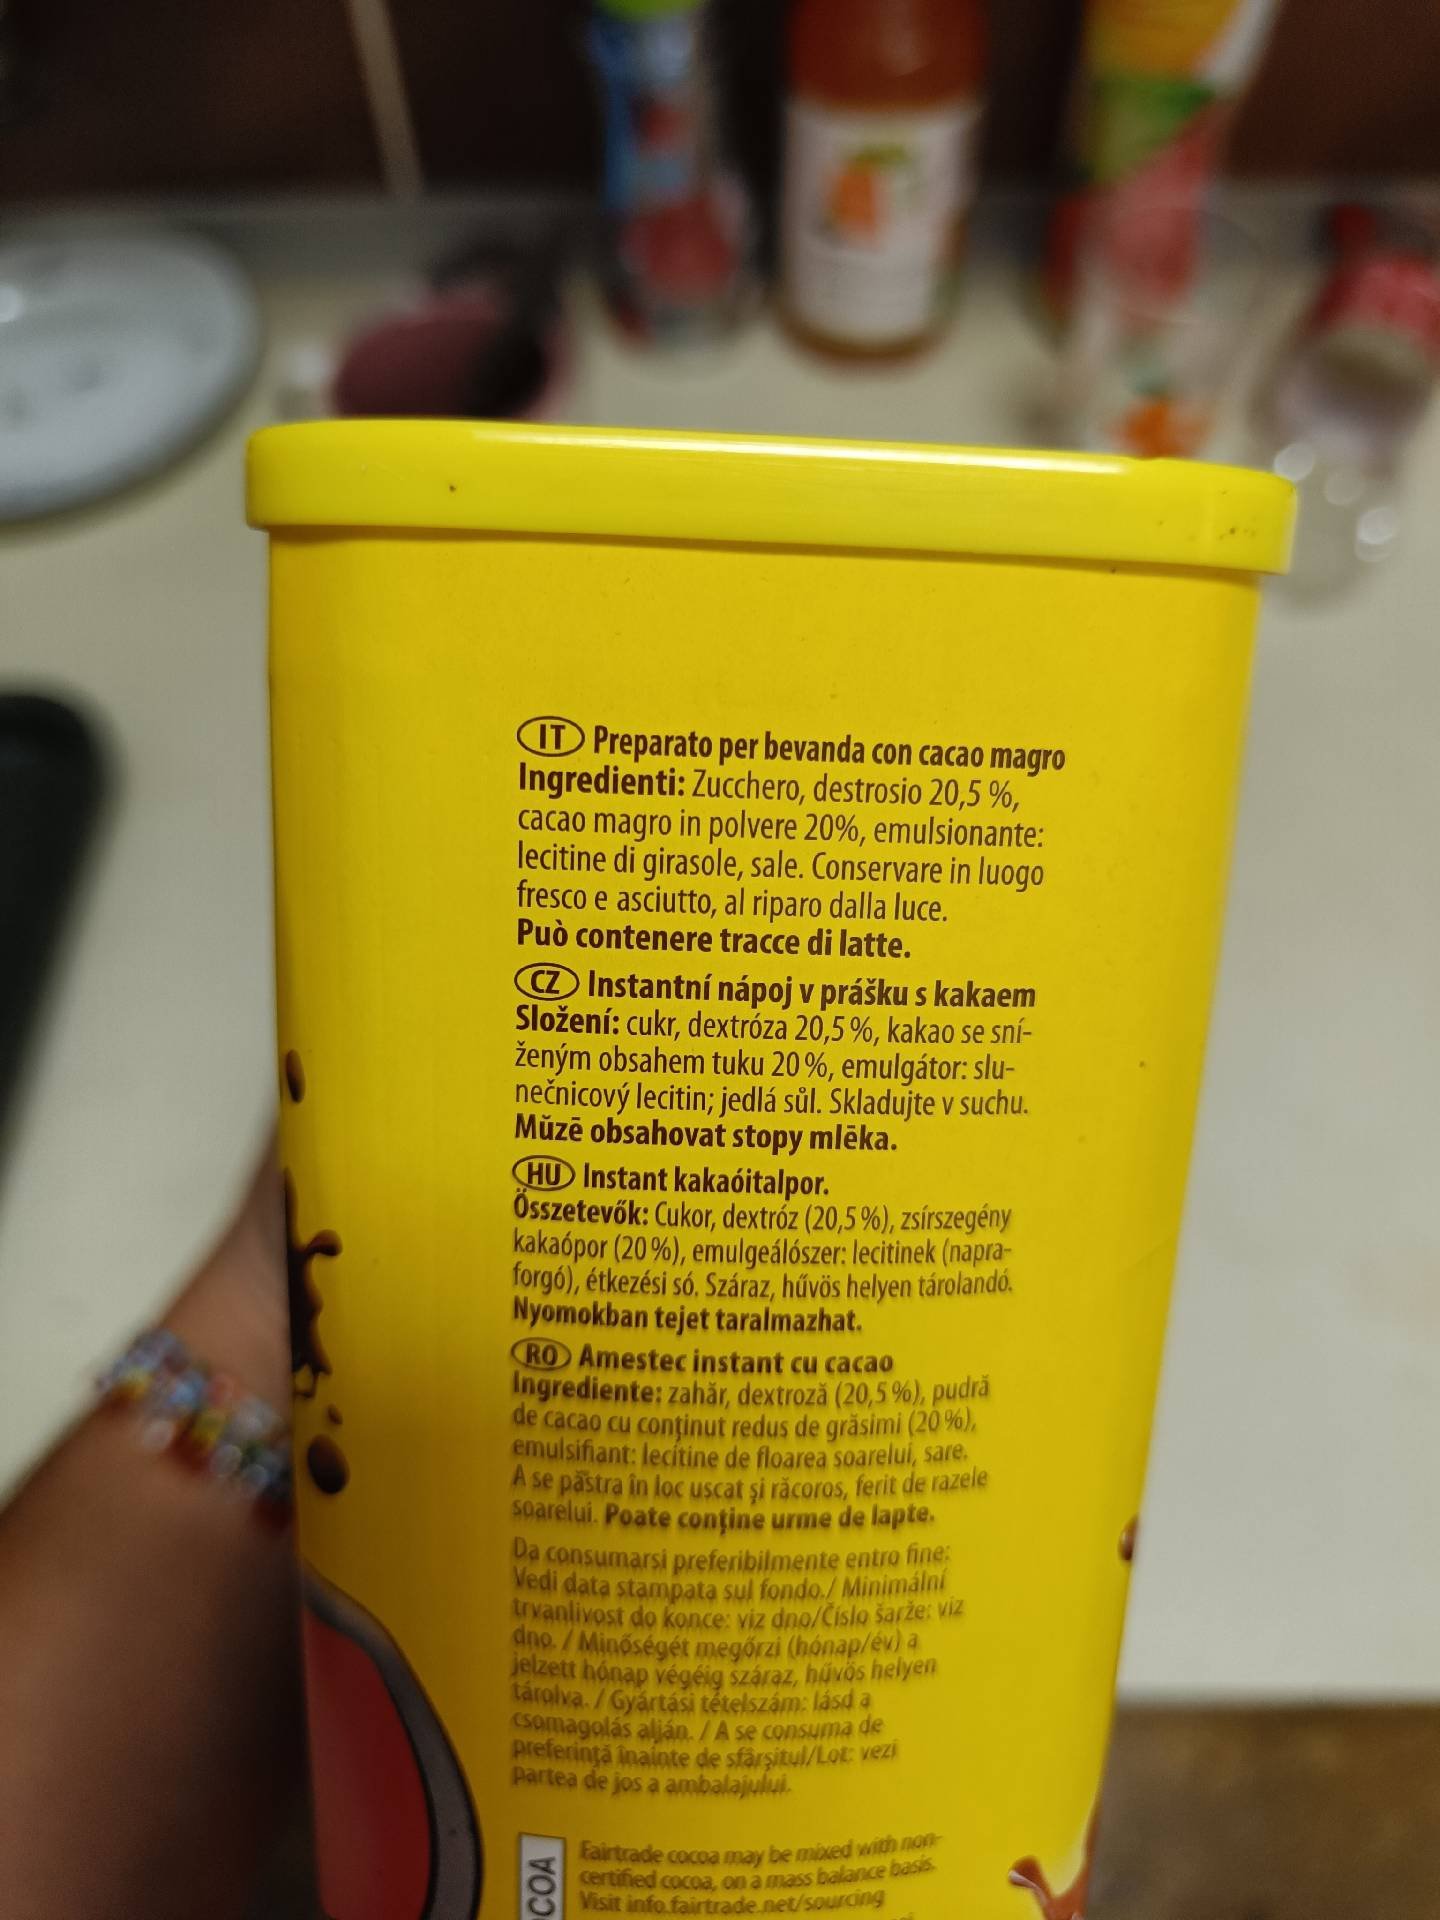 IT Preparato per bevanda con cacao magro
Ingredienti: Zucchero, destrosio 20,5 %,
cacao magro in polvere 20%, emulsionante:
lecitine di girasole, sale. Conservare in luogo
fresco e asciutto, al riparo dalla luce.
Può contenere tracce di latte.
CZ Instantní nápoj v prášku s kakaem
Složení: cukr, dextróza 20,5 %, kakao se sní-
ženým obsahem tuku 20 %, emulgátor: slu-
nečnicový lecitin; jedlá sůl. Skladujte v suchu.
Mŭzē obsahovat stopy mlēka.
HU Instant kakaóitalpor.
Összetevők: Cukor, dextróz (20,5 %), zsírszegény
kakaópor (20 %), emulgeálószer: lecitinek (napra-
forgó), étkezési só. Száraz, hűvös helyen tárolandó.
Nyomokban tejet taralmazhat.
RO Amestec instant cu cacao
Ingrediente: zahăr, dextroză (20,5 %), pudră
de cacao cu conținut redus de grăsimi (20 %),
emulsifiant: lecitine de floarea soarelui, sare.
A se păstra în loc uscat și răcoros, ferit de razele
soarelui. Poate conține urme de lapte.
Da consumarsi preferibilmente entro fine:
Vedi data stampata sul fondo./ Minimální
trvanlivost do konce: viz dno/Číslo šarže: viz
dno. / Minőségét megőrzi (hónap/év) a
jelzett hónap végéig száraz, hűvös helyen
tárolva. / Gyártási tételszám: lásd a
csomagolás alján. / A se consuma de
preferință înainte de sfârșitul/Lot: vezi
partea de jos a ambalajului.
COA
Fairtrade cocoa may be mixed with non-
certified cocoa, on a mass balance basis.
Visit info.fairtrade.net/sourcing